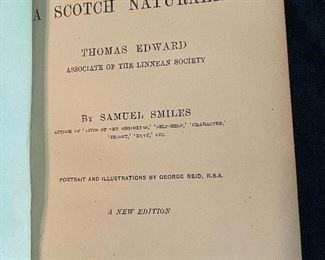 A SCOTCH NATURALI
THOMAS EDWARD
ASSOCIATE OF THE LINNEAN SOCIETY
BY SAMUEL SMILES
AUTHOR OF 'LIVES OF THE ENGINEERS,' 'SELF-HELP,' 'CHARACTER,'
'THRIFT,' 'DUTY,' ETC.
PORTRAIT AND ILLUSTRATIONS BY GEORGE REID, R.S.A.
A NEW EDITION